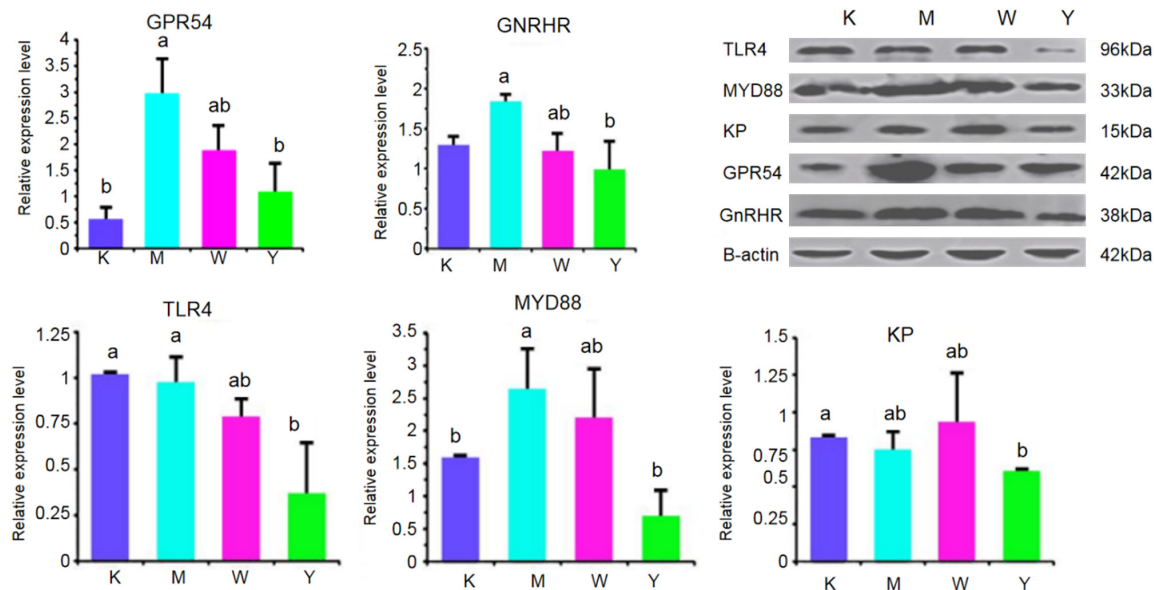 GPR54
Relative expression level
4
3.5
3
2.5
2
1.5
1
0.5
0
b
a
ab
b
K M W Y
GNRHR
Relative expression level
2.5
2
1.5
1
0.5
0
a
ab
b
K M W Y
K M W Y
TLR4 96kDa
MYD88 33kDa
KP 15kDa
GPR54 42kDa
GnRHR 38kDa
B-actin 42kDa
TLR4
Relative expression level
1.25
1
0.75
0.5
0.25
0
a
a
ab
b
K M W Y
MYD88
Relative expression level
3.5
3
2.5
2
1.5
1
0.5
0
b
a
ab
b
K M W Y
KP
Relative expression level
1.5
1.25
1
0.75
0.5
0.25
0
a
ab
ab
b
K M W Y